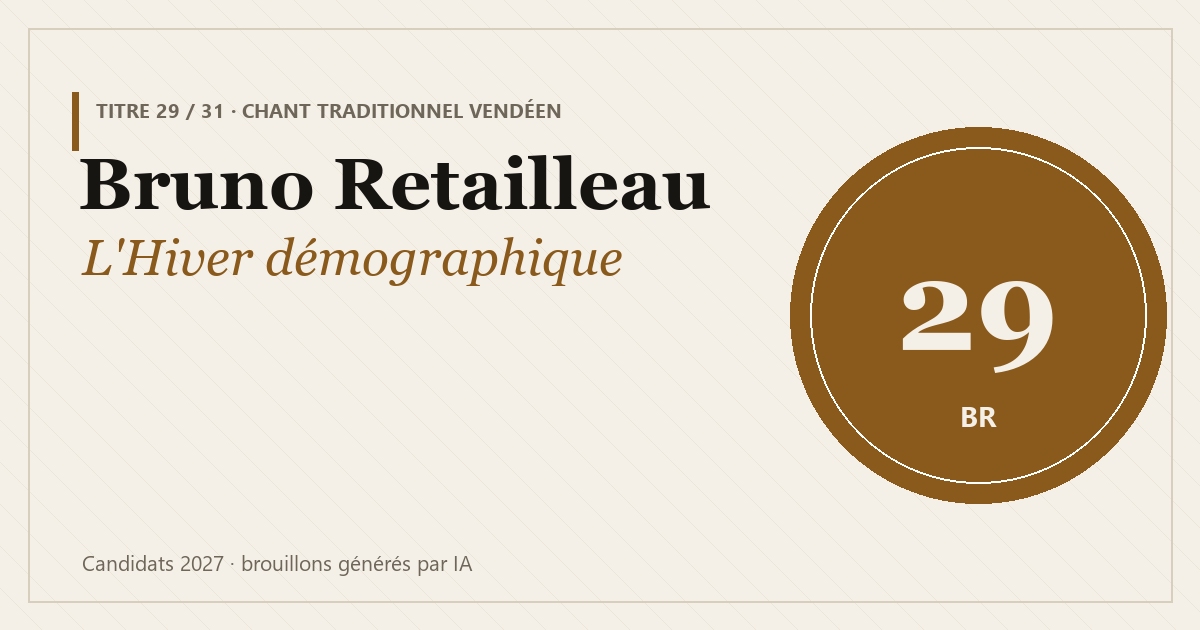 TITRE 29 / 31 · CHANT TRADITIONNEL VENDÉEN
Bruno Retailleau
L'Hiver démographique
29
BR
Candidats 2027 · brouillons générés par IA